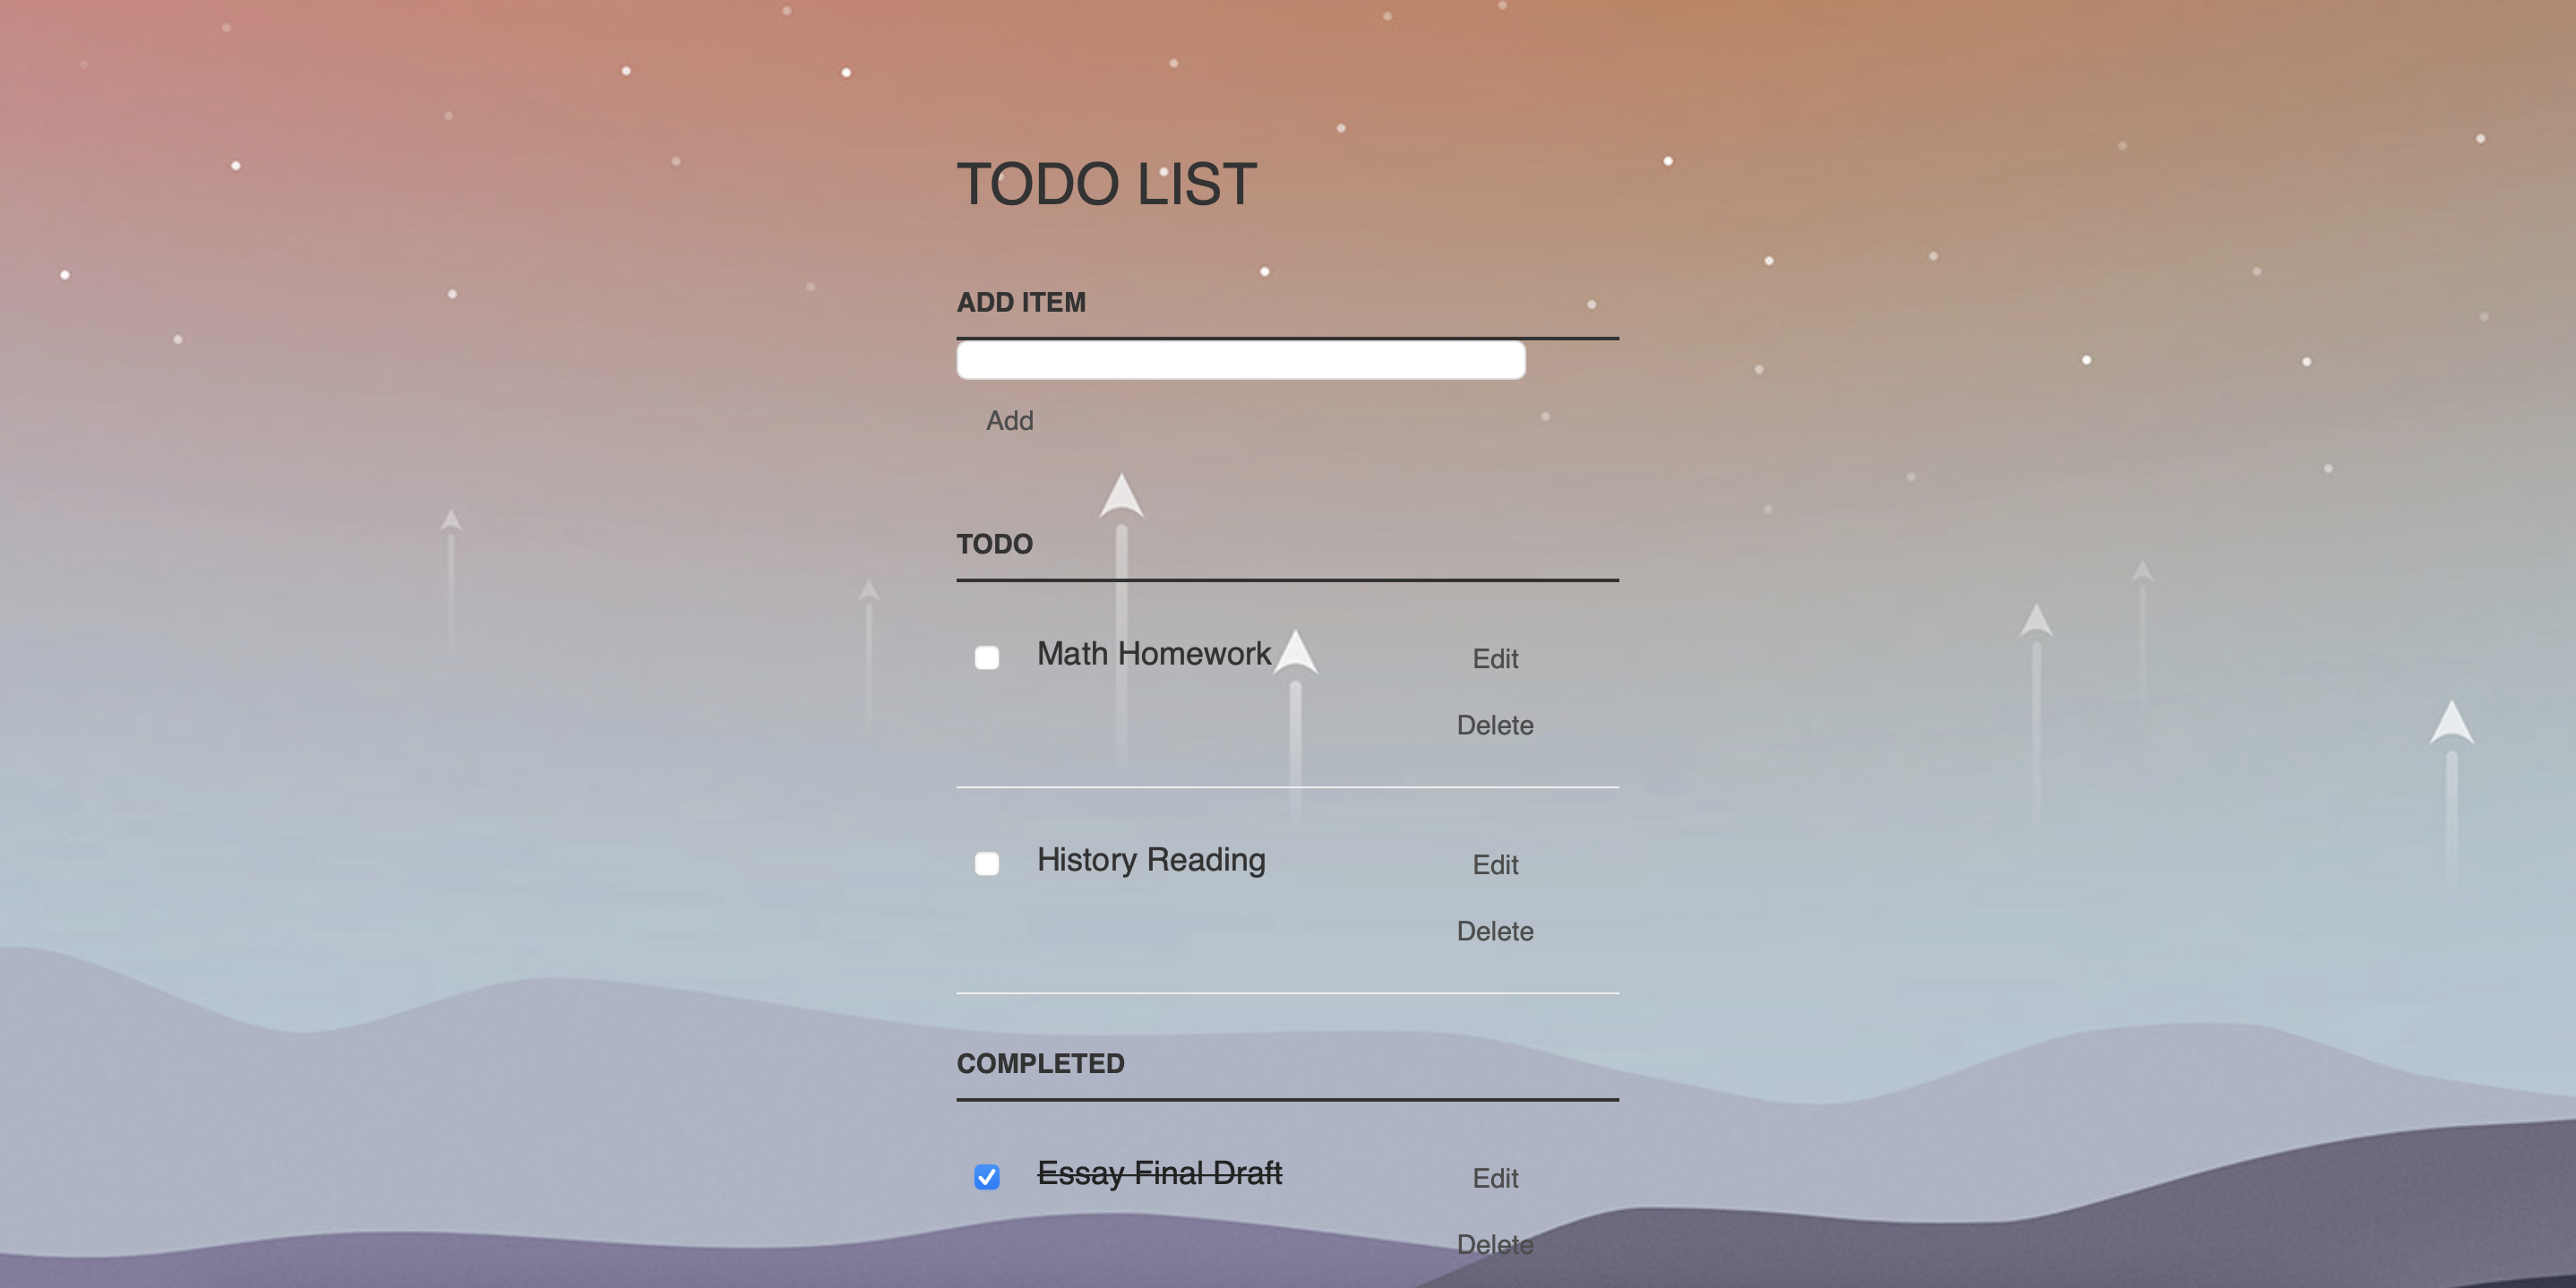 TODO LIST
ADD ITEM
Add
TODO
Math Homework Edit
Delete
History Reading Edit
Delete
COMPLETED
Essay Final Draft Edit
Delete